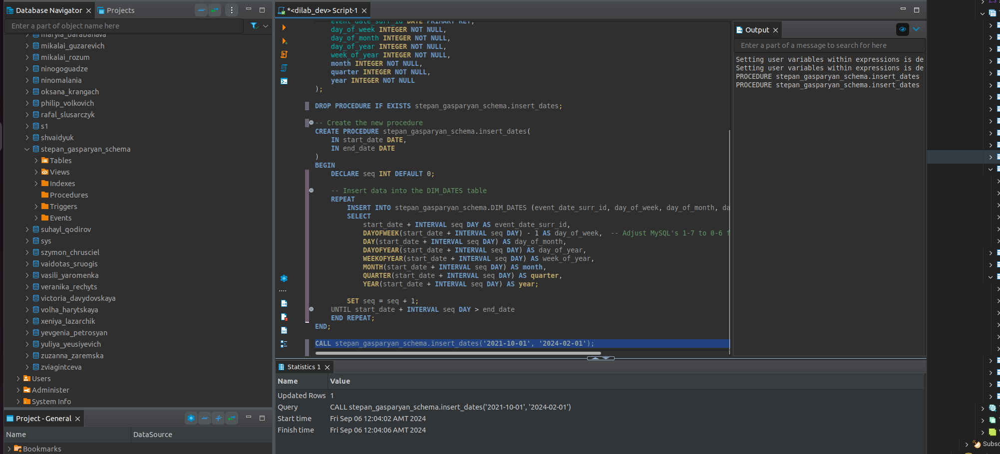 Database Navigator
Projects
Enter a part of object name here
maryia_barabanava
mikalai_guzarevich
mikalai_rozum
ninogoguadze
ninomalania
oksana_krangach
philip_volkovich
rafal_slusarczyk
s1
shvaidyuk
stepan_gasparyan_schema
Tables
Views
Indexes
Procedures
Triggers
Events
suhayl_qodirov
sys
szymon_chrusciel
vaidotas_sruogis
vasili_yaromenka
veranika_rechyts
victoria_davydovskaya
volha_harytskaya
xeniya_lazarchik
yevgenia_petrosyan
yuliya_yeusiyevich
zuzanna_zaremska
zviagintceva
Users
Administer
System Info
Project - General
Name DataSource
Bookmarks
*<dilab_dev> Script-1
event_date_surr_id DATE PRIMARY KEY,
day_of_week INTEGER NOT NULL,
day_of_month INTEGER NOT NULL,
day_of_year INTEGER NOT NULL,
week_of_year INTEGER NOT NULL,
month INTEGER NOT NULL,
quarter INTEGER NOT NULL,
year INTEGER NOT NULL
);
DROP PROCEDURE IF EXISTS stepan_gasparyan_schema.insert_dates;
-- Create the new procedure
CREATE PROCEDURE stepan_gasparyan_schema.insert_dates(
IN start_date DATE,
IN end_date DATE
)
BEGIN
DECLARE seq INT DEFAULT 0;
-- Insert data into the DIM_DATES table
REPEAT
INSERT INTO stepan_gasparyan_schema.DIM_DATES (event_date_surr_id, day_of_week, day_of_month, da
SELECT
start_date + INTERVAL seq DAY AS event_date_surr_id,
DAYOFWEEK(start_date + INTERVAL seq DAY) - 1 AS day_of_week,  -- Adjust MySQL's 1-7 to 0-6 f
DAY(start_date + INTERVAL seq DAY) AS day_of_month,
DAYOFYEAR(start_date + INTERVAL seq DAY) AS day_of_year,
WEEKOFYEAR(start_date + INTERVAL seq DAY) AS week_of_year,
MONTH(start_date + INTERVAL seq DAY) AS month,
QUARTER(start_date + INTERVAL seq DAY) AS quarter,
YEAR(start_date + INTERVAL seq DAY) AS year;
SET seq = seq + 1;
UNTIL start_date + INTERVAL seq DAY > end_date
END REPEAT;
END;
CALL stepan_gasparyan_schema.insert_dates('2021-10-01', '2024-02-01');
Output
Enter a part of a message to search for here
Setting user variables within expressions is de
Setting user variables within expressions is de
PROCEDURE stepan_gasparyan_schema.insert_dates
PROCEDURE stepan_gasparyan_schema.insert_dates
Statistics 1
Name Value
Updated Rows 1
Query CALL stepan_gasparyan_schema.insert_dates('2021-10-01', '2024-02-01')
Start time Fri Sep 06 12:04:02 AMT 2024
Finish time Fri Sep 06 12:04:06 AMT 2024
Subsc